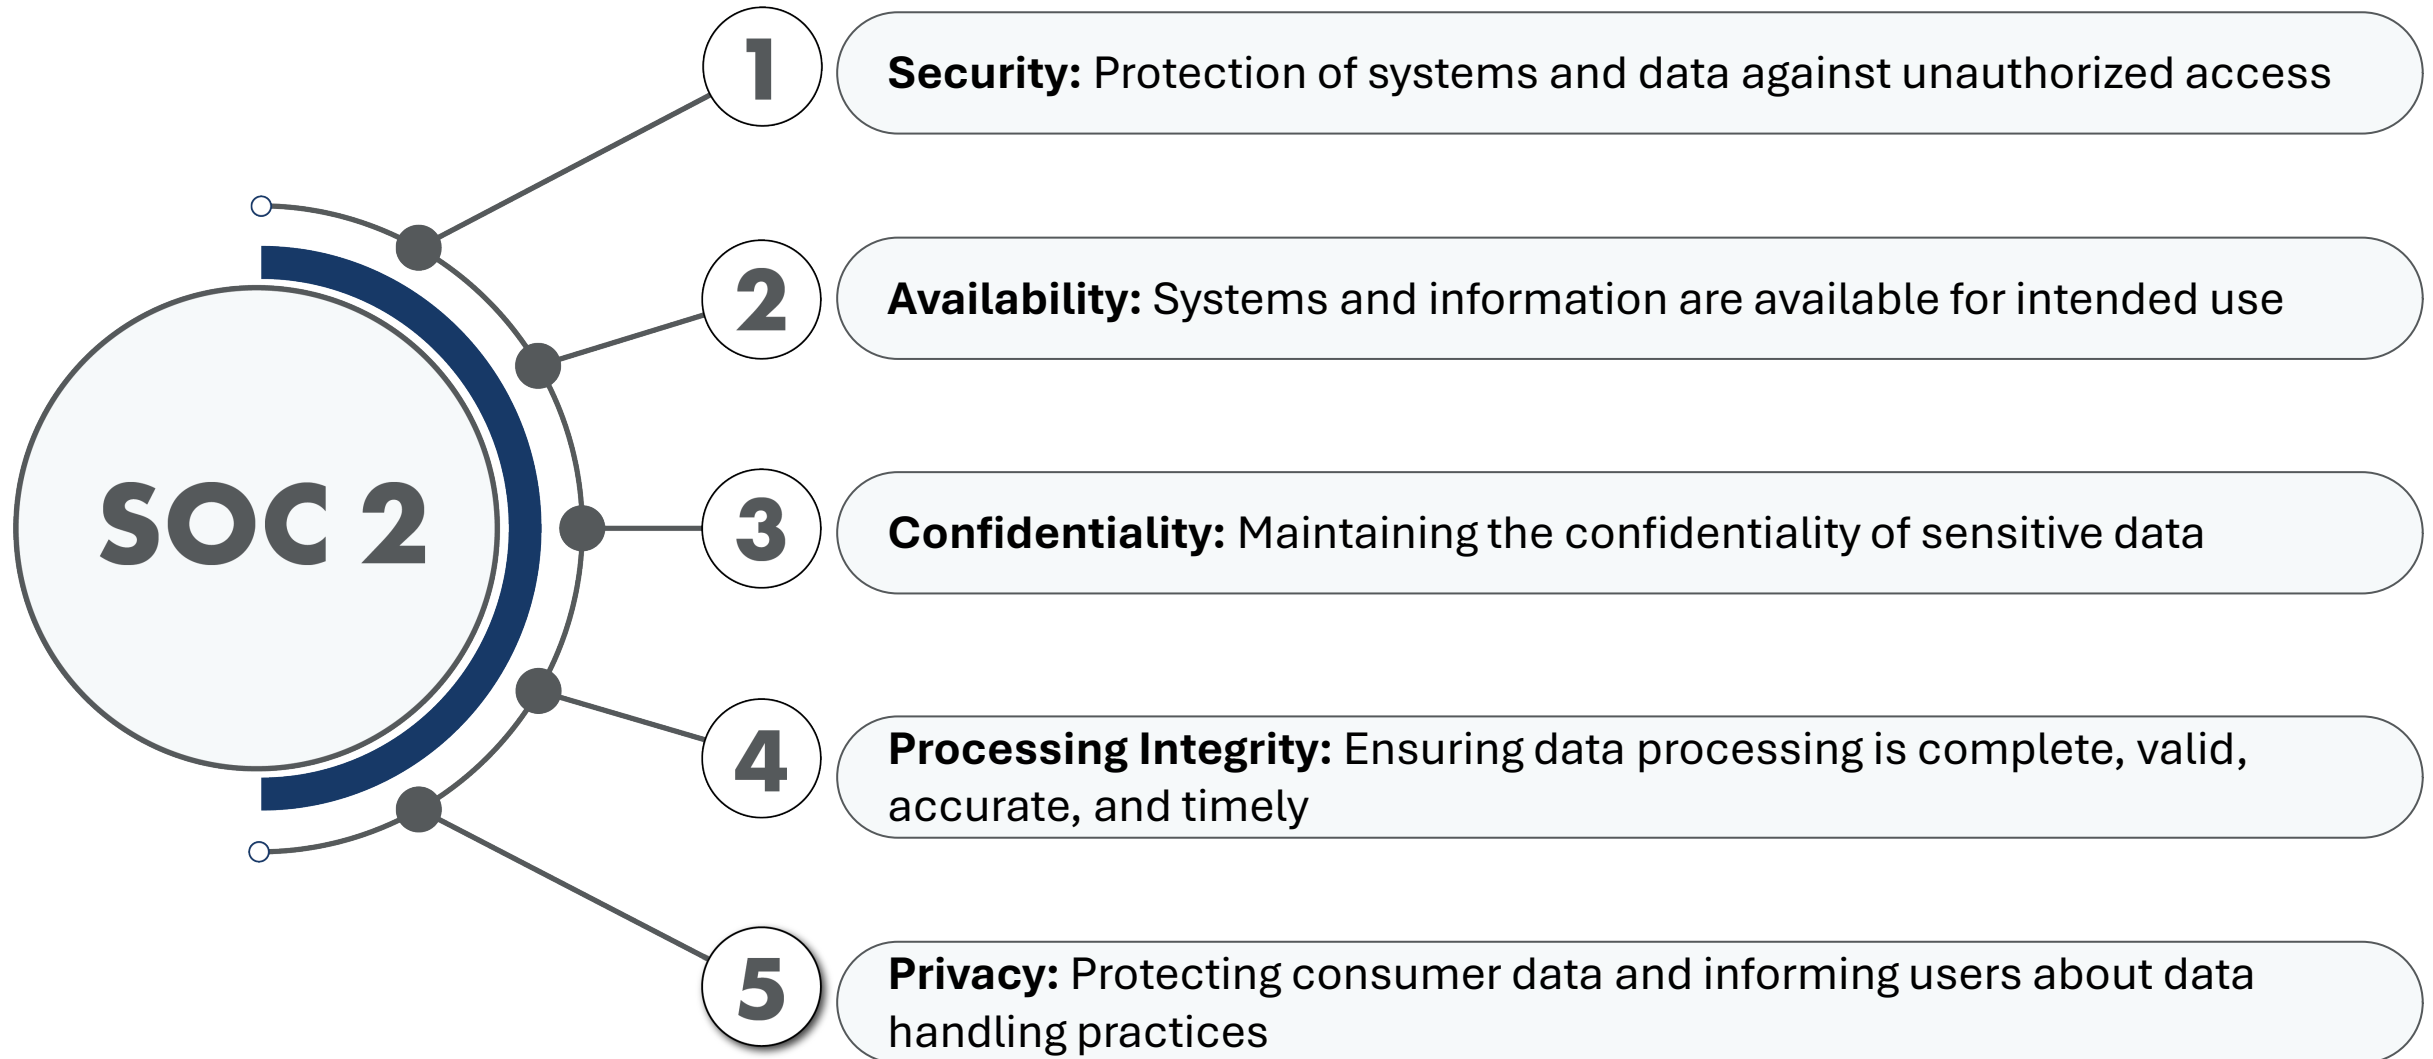 SOC 2
1
Security: Protection of systems and data against unauthorized access
2
Availability: Systems and information are available for intended use
3
Confidentiality: Maintaining the confidentiality of sensitive data
4
Processing Integrity: Ensuring data processing is complete, valid,
accurate, and timely
5
Privacy: Protecting consumer data and informing users about data
handling practices